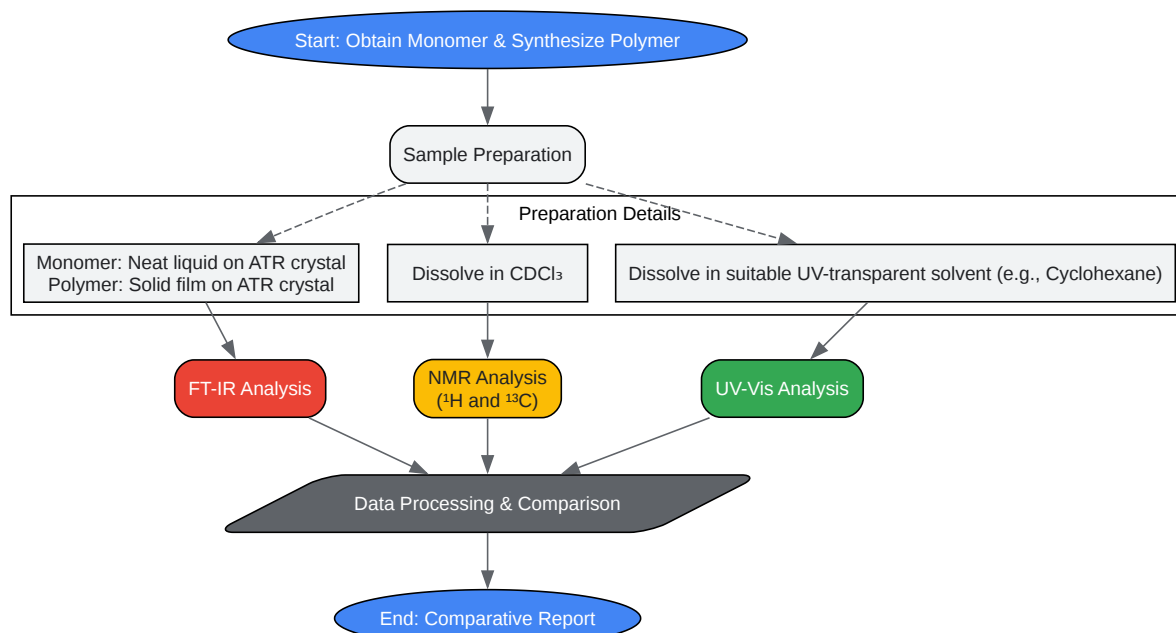 Start: Obtain Monomer & Synthesize Polymer
Sample Preparation
Preparation Details
Monomer: Neat liquid on ATR crystal
Polymer: Solid film on ATR crystal
Dissolve in CDCl₃
Dissolve in suitable UV-transparent solvent (e.g., Cyclohexane)
FT-IR Analysis
NMR Analysis
(¹H and ¹³C)
UV-Vis Analysis
Data Processing & Comparison
End: Comparative Report